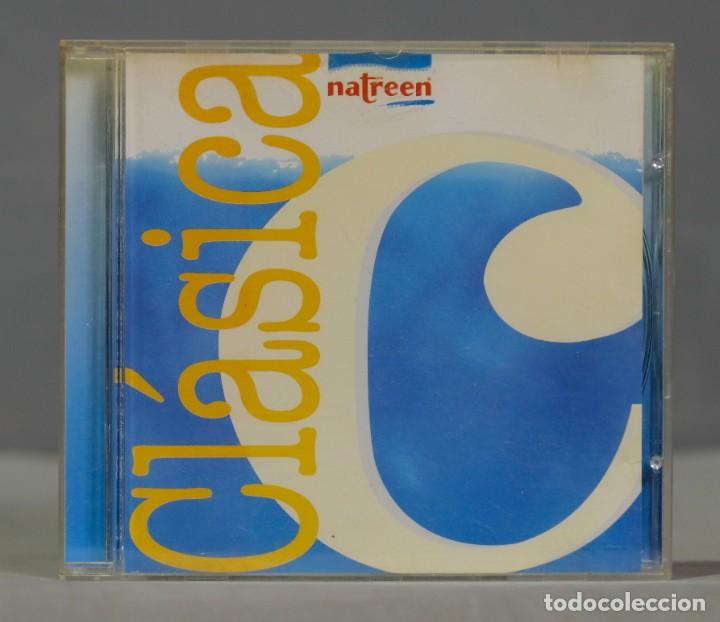 natreen®
Clásica
C
todocoleccion